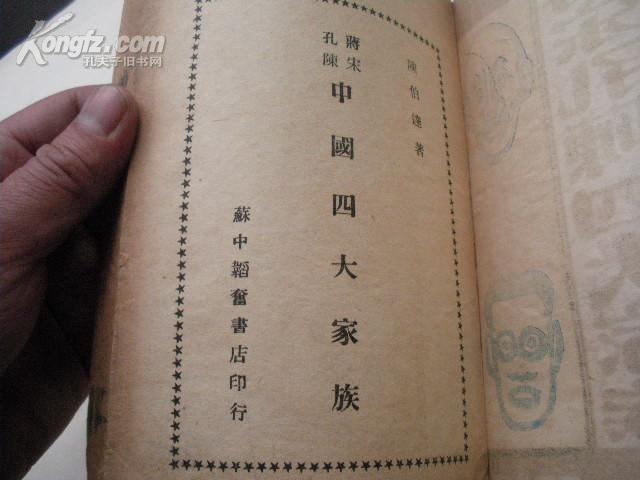 Kongfz.com
孔夫子旧书网
陳伯達著
蔣宋
孔陳
中國四大家族
蘇中韜奮書店印行